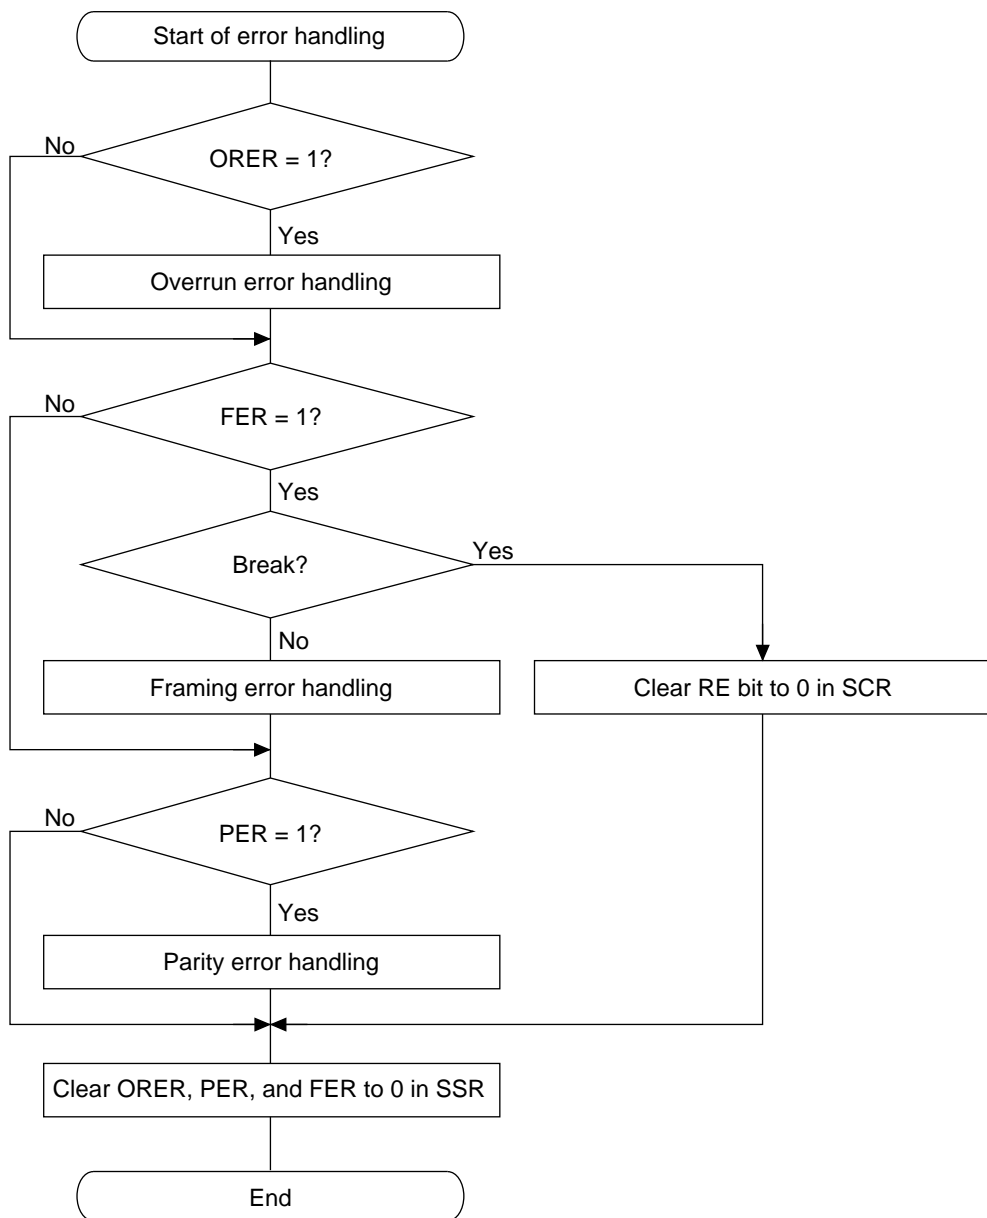 Start of error handling
No
ORER = 1?
Yes
Overrun error handling
No
FER = 1?
Yes
Break?
Yes
No
Framing error handling
Clear RE bit to 0 in SCR
No
PER = 1?
Yes
Parity error handling
Clear ORER, PER, and FER to 0 in SSR
End